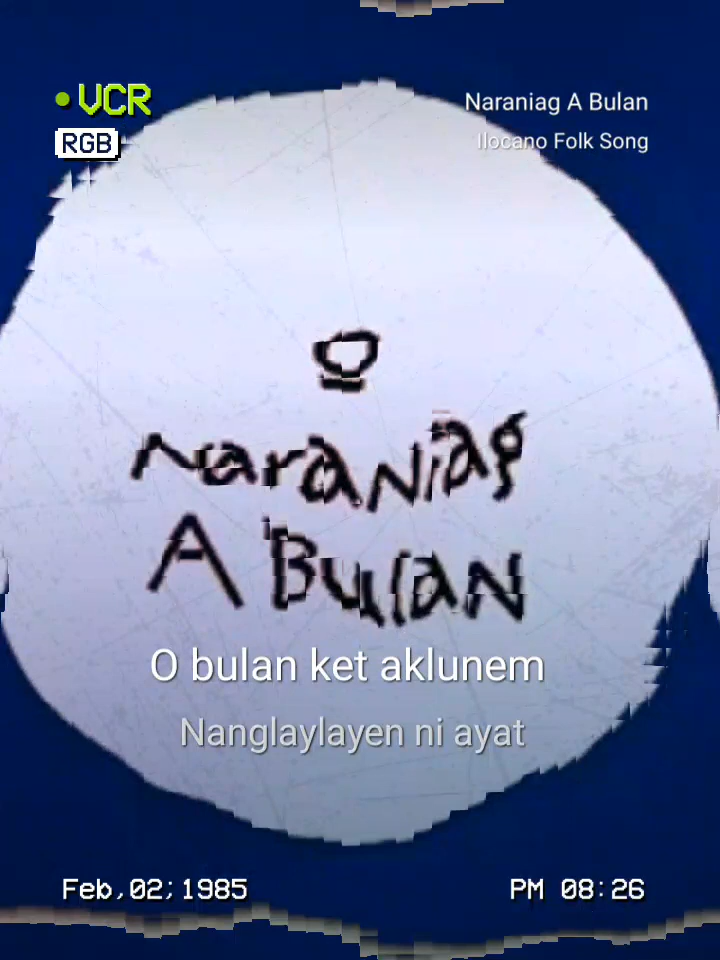 VCR
RGB
Naraniag A Bulan
Ilocano Folk Song
O
Naraniag
A Bulan
O bulan ket aklunem
Nanglaylayen ni ayat
Feb,02;1985
PM 08:26